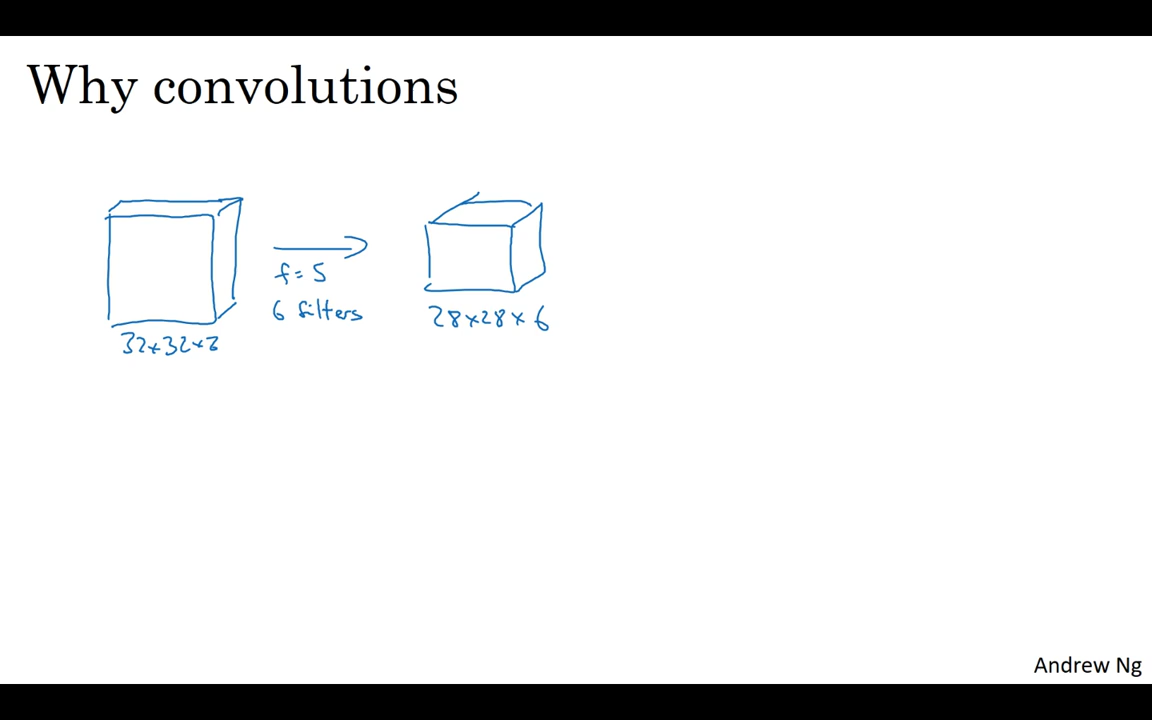 Why convolutions
f=5
6 filters
32×32×3
28×28×6
Andrew Ng